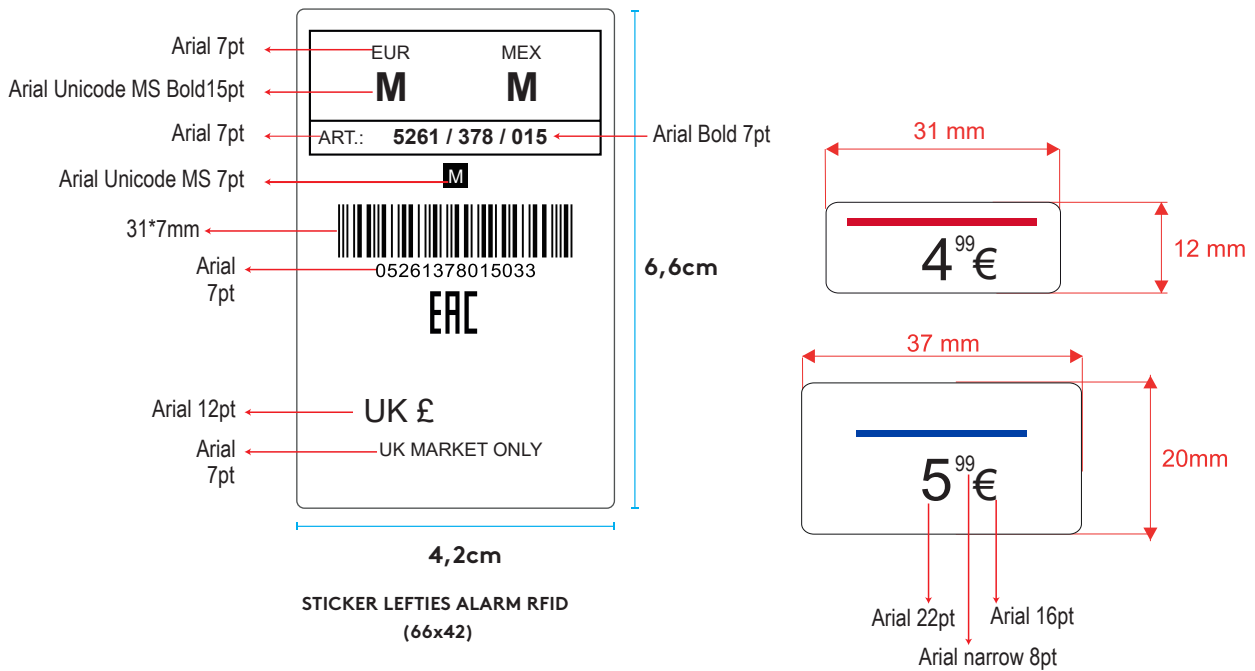 Arial 7pt
EUR MEX
Arial Unicode MS Bold15pt
M M
Arial 7pt
ART.: 5261 / 378 / 015
Arial Bold 7pt
Arial Unicode MS 7pt
M
31*7mm
Arial
7pt
05261378015033
EAC
6,6cm
Arial 12pt
UK £
Arial
7pt
UK MARKET ONLY
4,2cm
STICKER LEFTIES ALARM RFID
(66x42)
31 mm
4 99 €
12 mm
37 mm
5 99 €
20mm
Arial 22pt
Arial 16pt
Arial narrow 8pt